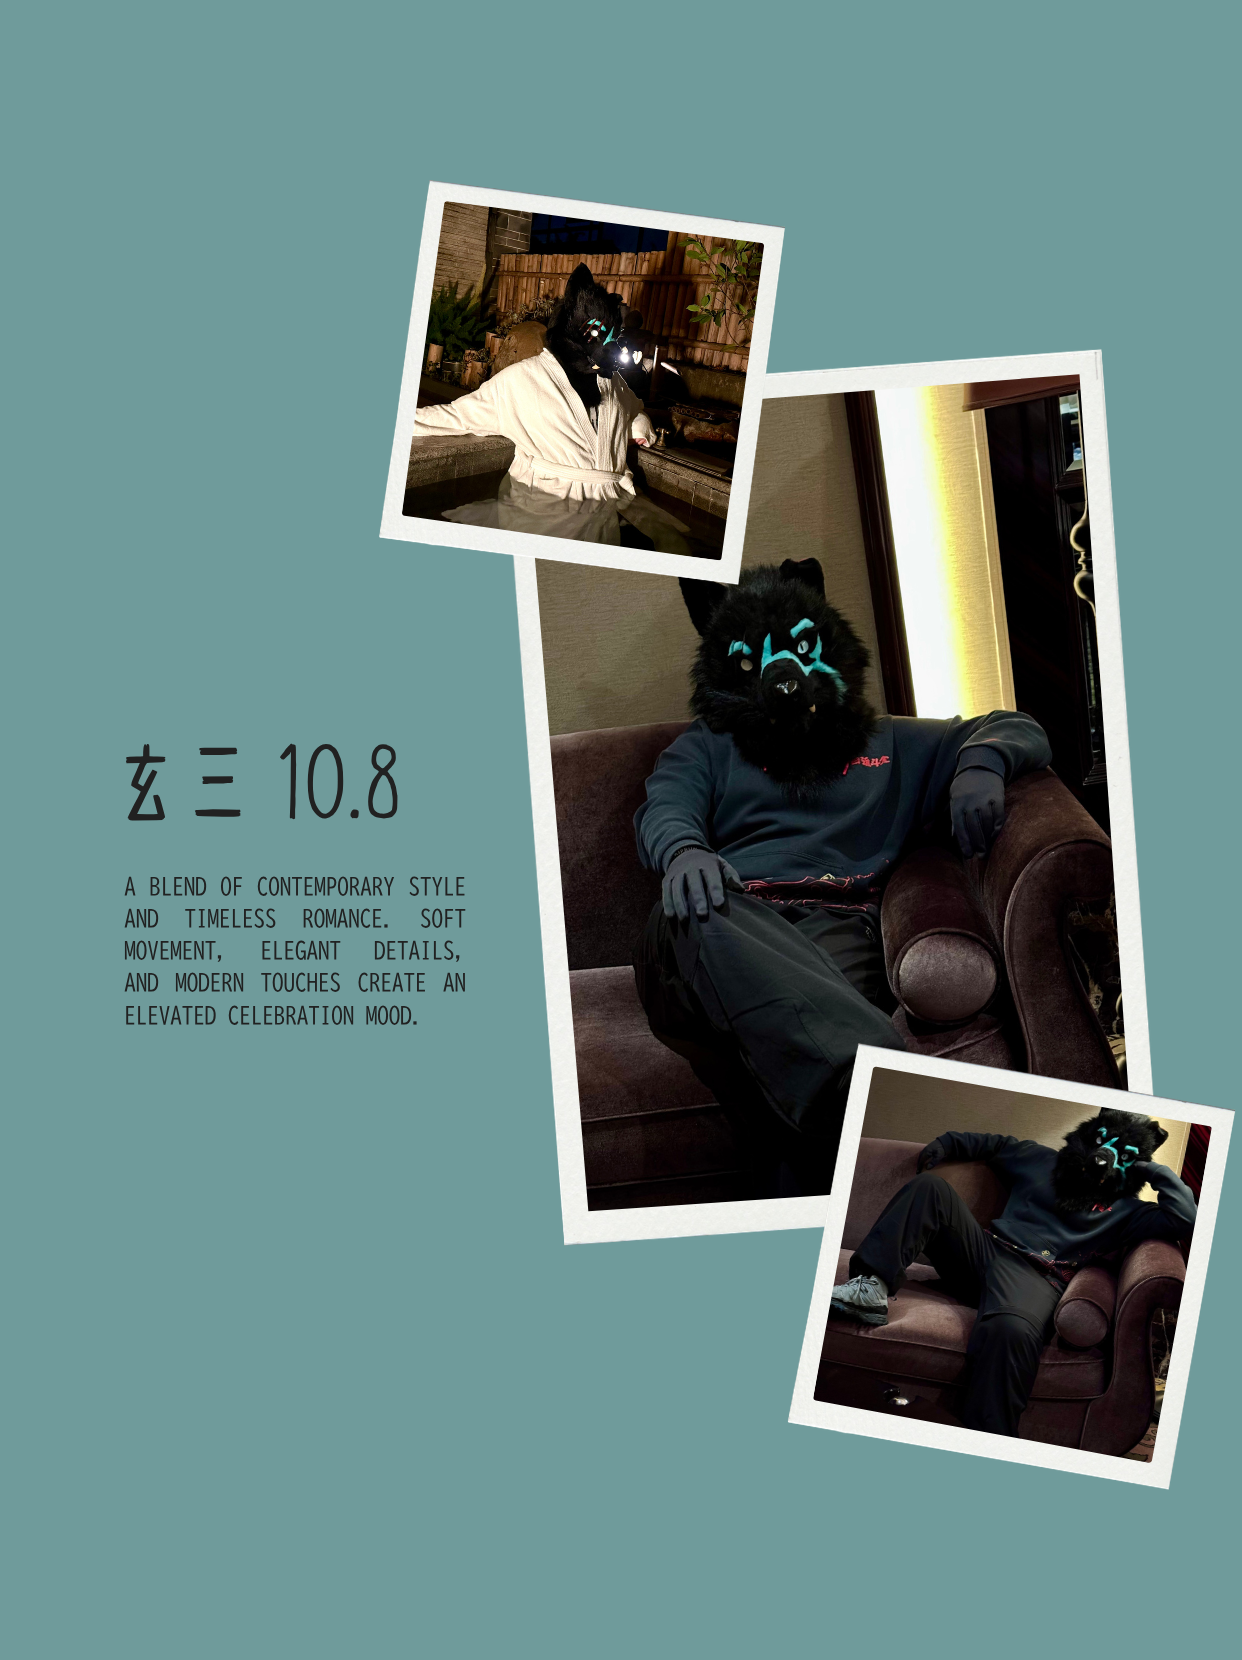 玄三 10.8
A BLEND OF CONTEMPORARY STYLE
AND TIMELESS ROMANCE. SOFT
MOVEMENT, ELEGANT DETAILS,
AND MODERN TOUCHES CREATE AN
ELEVATED CELEBRATION MOOD.